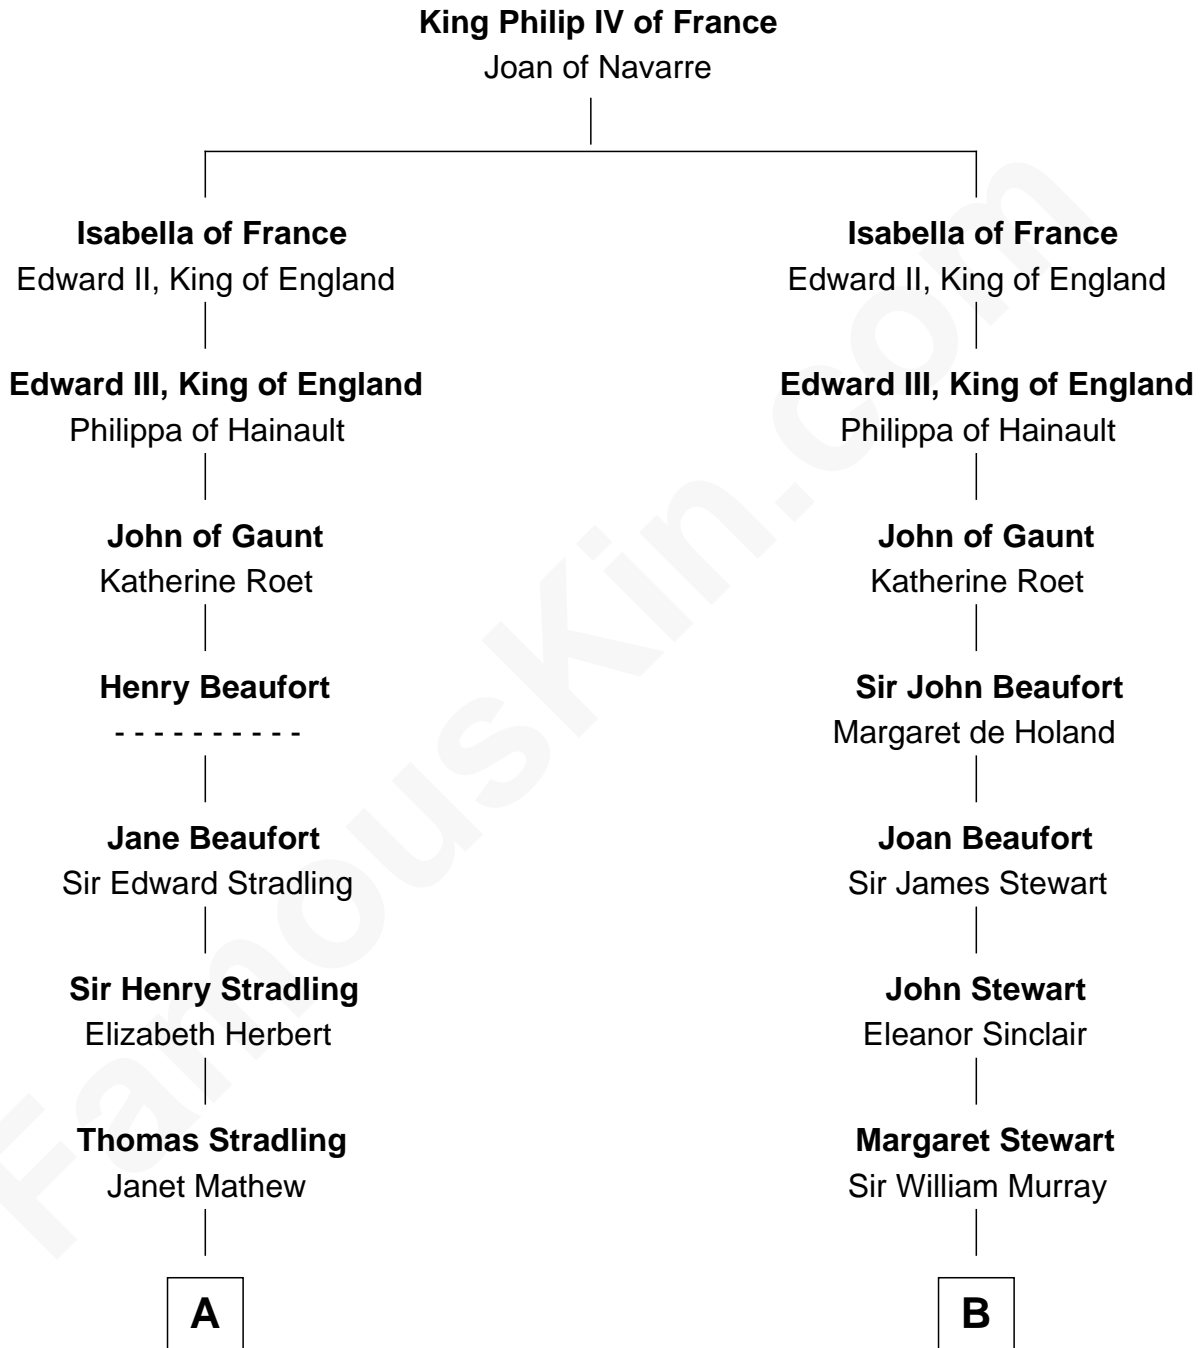 King Philip IV of France
Joan of Navarre
Isabella of France
Edward II, King of England
Edward III, King of England
Philippa of Hainault
John of Gaunt
Katherine Roet
Henry Beaufort
- - - - - - - - - -
Jane Beaufort
Sir Edward Stradling
Sir Henry Stradling
Elizabeth Herbert
Thomas Stradling
Janet Mathew
A
Isabella of France
Edward II, King of England
Edward III, King of England
Philippa of Hainault
John of Gaunt
Katherine Roet
Sir John Beaufort
Margaret de Holand
Joan Beaufort
Sir James Stewart
John Stewart
Eleanor Sinclair
Margaret Stewart
Sir William Murray
B
FamousKin.com